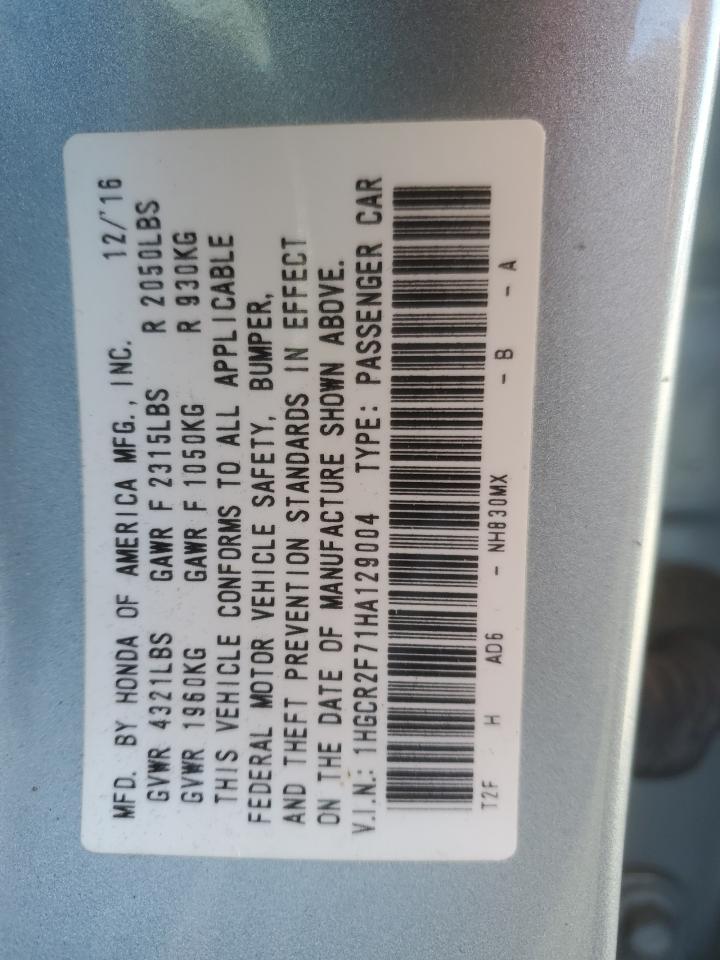 MFD. BY HONDA OF AMERICA MFG., INC. 12/'16
GVWR 4321LBS GAWR F 2315LBS R 2050LBS
GVWR 1960KG GAWR F 1050KG R 930KG
THIS VEHICLE CONFORMS TO ALL APPLICABLE
FEDERAL MOTOR VEHICLE SAFETY, BUMPER,
AND THEFT PREVENTION STANDARDS IN EFFECT
ON THE DATE OF MANUFACTURE SHOWN ABOVE.
V.I.N.: 1HGCR2F71HA129004 TYPE: PASSENGER CAR
T2F H AD6 - NH830MX - B - A